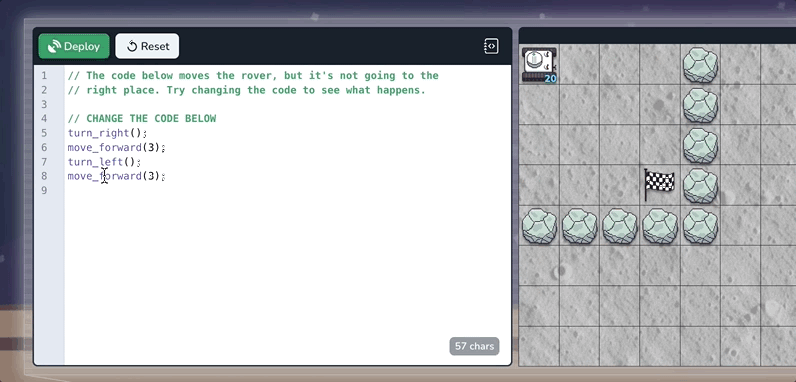 Deploy
Reset
1 // The code below moves the rover, but it's not going to the
2 // right place. Try changing the code to see what happens.
3
4 // CHANGE THE CODE BELOW
5 turn_right();
6 move_forward(3);
7 turn_left();
8 move_forward(3);
9
57 chars
20